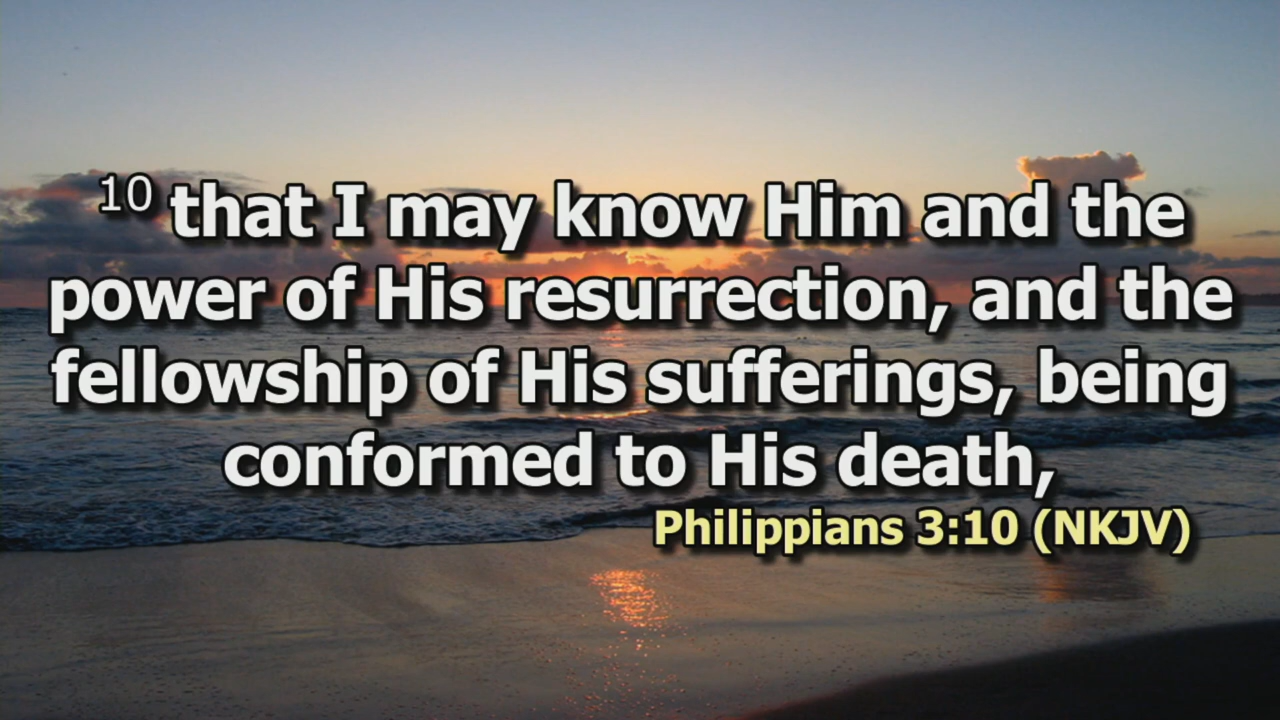 10 that I may know Him and the
power of His resurrection, and the
fellowship of His sufferings, being
conformed to His death,
Philippians 3:10 (NKJV)